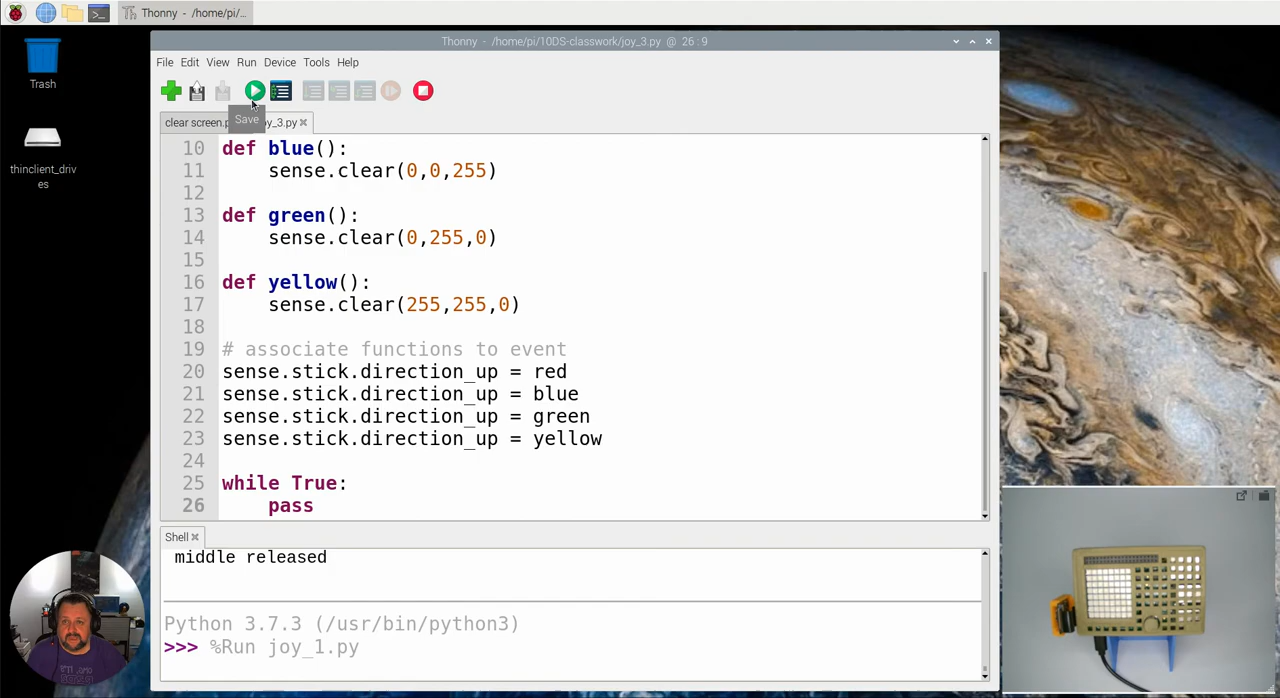 Thonny - /home/pi/...
Trash
thinclient_driv
es
Thonny - /home/pi/10DS-classwork/joy_3.py @ 26:9
File Edit View Run Device Tools Help
Save
clear screen.p
oy_3.py
10 def blue():
11 sense.clear(0,0,255)
12
13 def green():
14 sense.clear(0,255,0)
15
16 def yellow():
17 sense.clear(255,255,0)
18
19 # associate functions to event
20 sense.stick.direction_up = red
21 sense.stick.direction_up = blue
22 sense.stick.direction_up = green
23 sense.stick.direction_up = yellow
24
25 while True:
26 pass
Shell
middle released
Python 3.7.3 (/usr/bin/python3)
>>> %Run joy_1.py